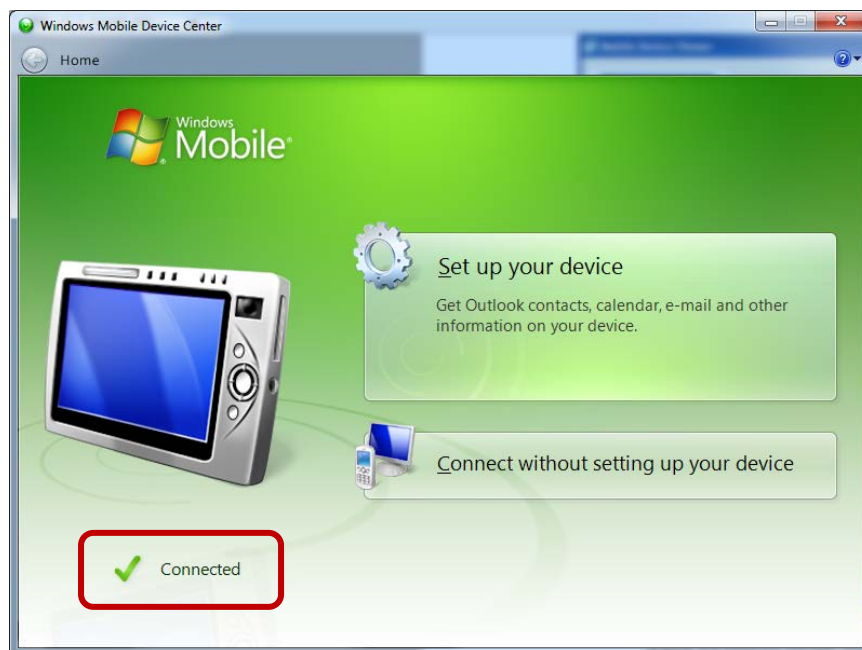 Windows Mobile Device Center
Home
Windows
Mobile®
Set up your device
Get Outlook contacts, calendar, e-mail and other
information on your device.
Connect without setting up your device
Connected